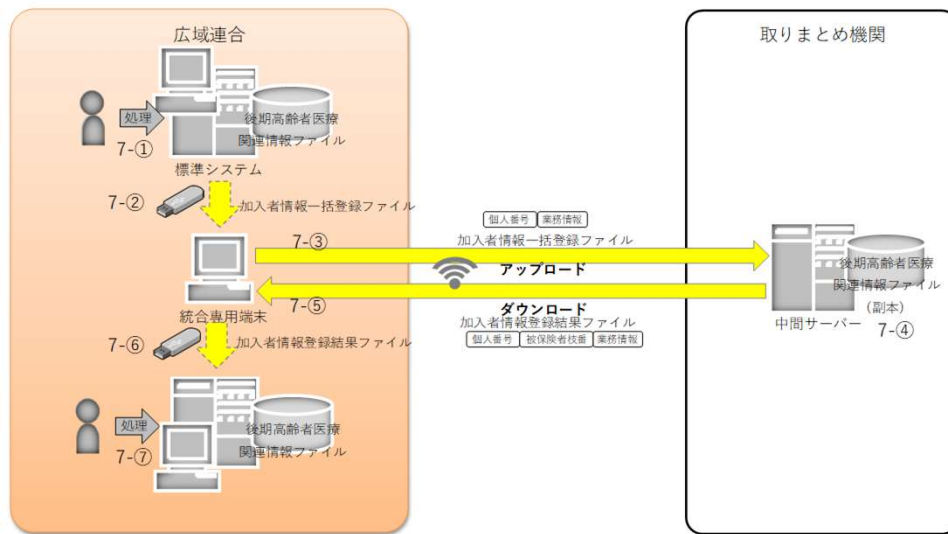 広域連合
取りまとめ機関
処理
7-①
後期高齢者医療
関連情報ファイル
標準システム
7-②
加入者情報一括登録ファイル
7-③
個人番号 業務情報
加入者情報一括登録ファイル
アップロード
後期高齢者医療
関連情報ファイル
(副本)
中間サーバー
7-④
7-⑤
ダウンロード
加入者情報登録結果ファイル
個人番号 被保険者枝番 業務情報
統合専用端末
7-⑥
加入者情報登録結果ファイル
処理
7-⑦
後期高齢者医療
関連情報ファイル